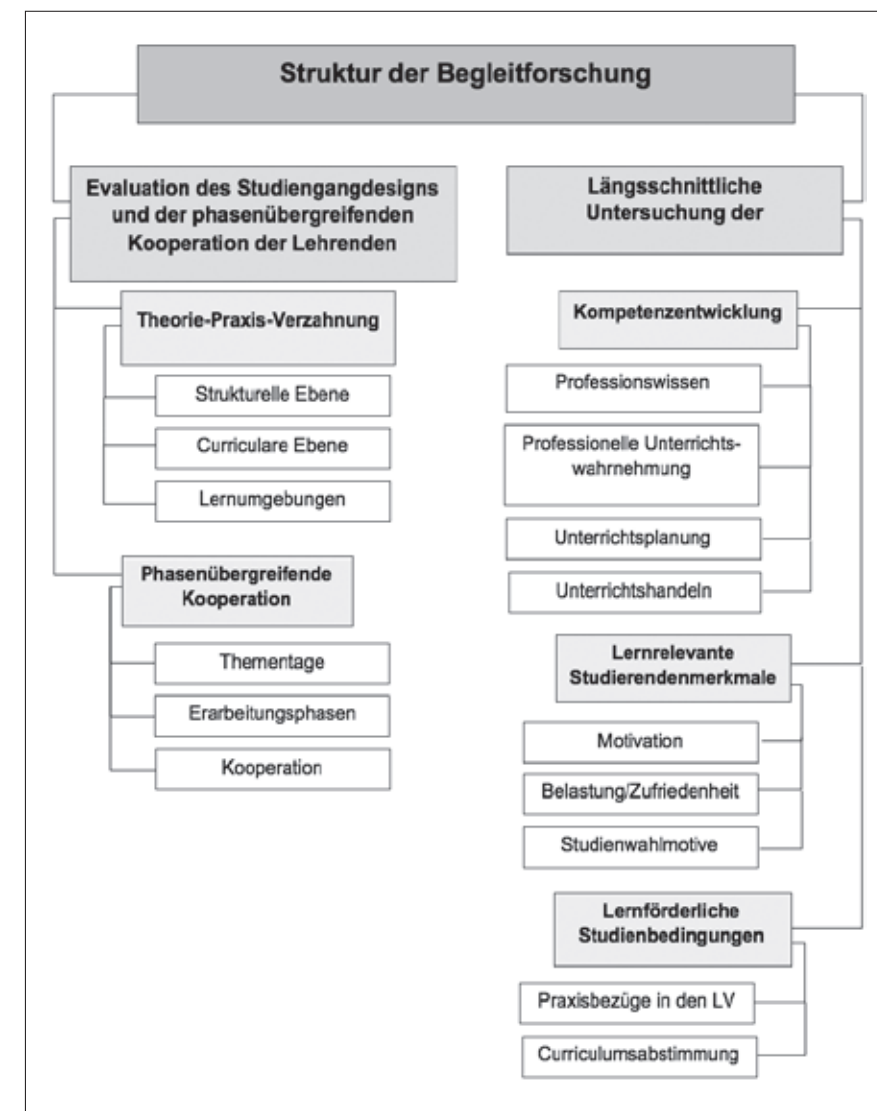 Struktur der Begleitforschung
Evaluation des Studiengangdesigns
und der phasenübergreifenden
Kooperation der Lehrenden
Theorie-Praxis-Verzahnung
Strukturelle Ebene
Curriculare Ebene
Lernumgebungen
Phasenübergreifende
Kooperation
Thementage
Erarbeitungsphasen
Kooperation
Längsschnittliche
Untersuchung der
Kompetenzentwicklung
Professionswissen
Professionelle Unterrichts-
wahrnehmung
Unterrichtsplanung
Unterrichtshandeln
Lernrelevante
Studierendenmerkmale
Motivation
Belastung/Zufriedenheit
Studienwahlmotive
Lernförderliche
Studienbedingungen
Praxisbezüge in den LV
Curriculumsabstimmung